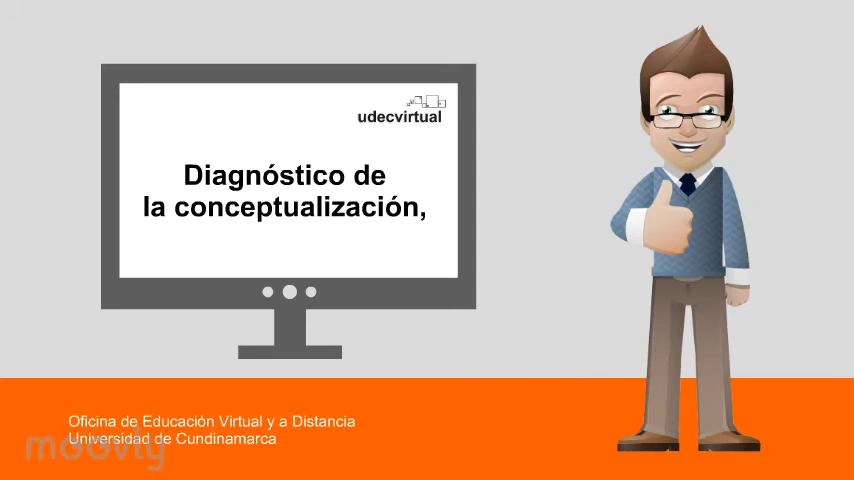 udecvirtual
Diagnóstico de
la conceptualización,
Oficina de Educación Virtual y a Distancia
Universidad de Cundinamarca
moovly